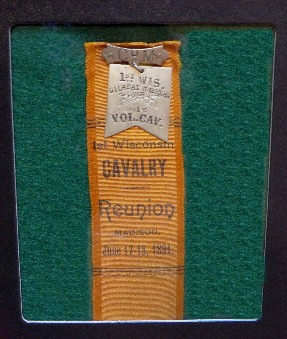 1st WIS.
VOL. CAV.
1st Wisconsin
CAVALRY
Reunion
MADISON,
June 17-18, 1891.